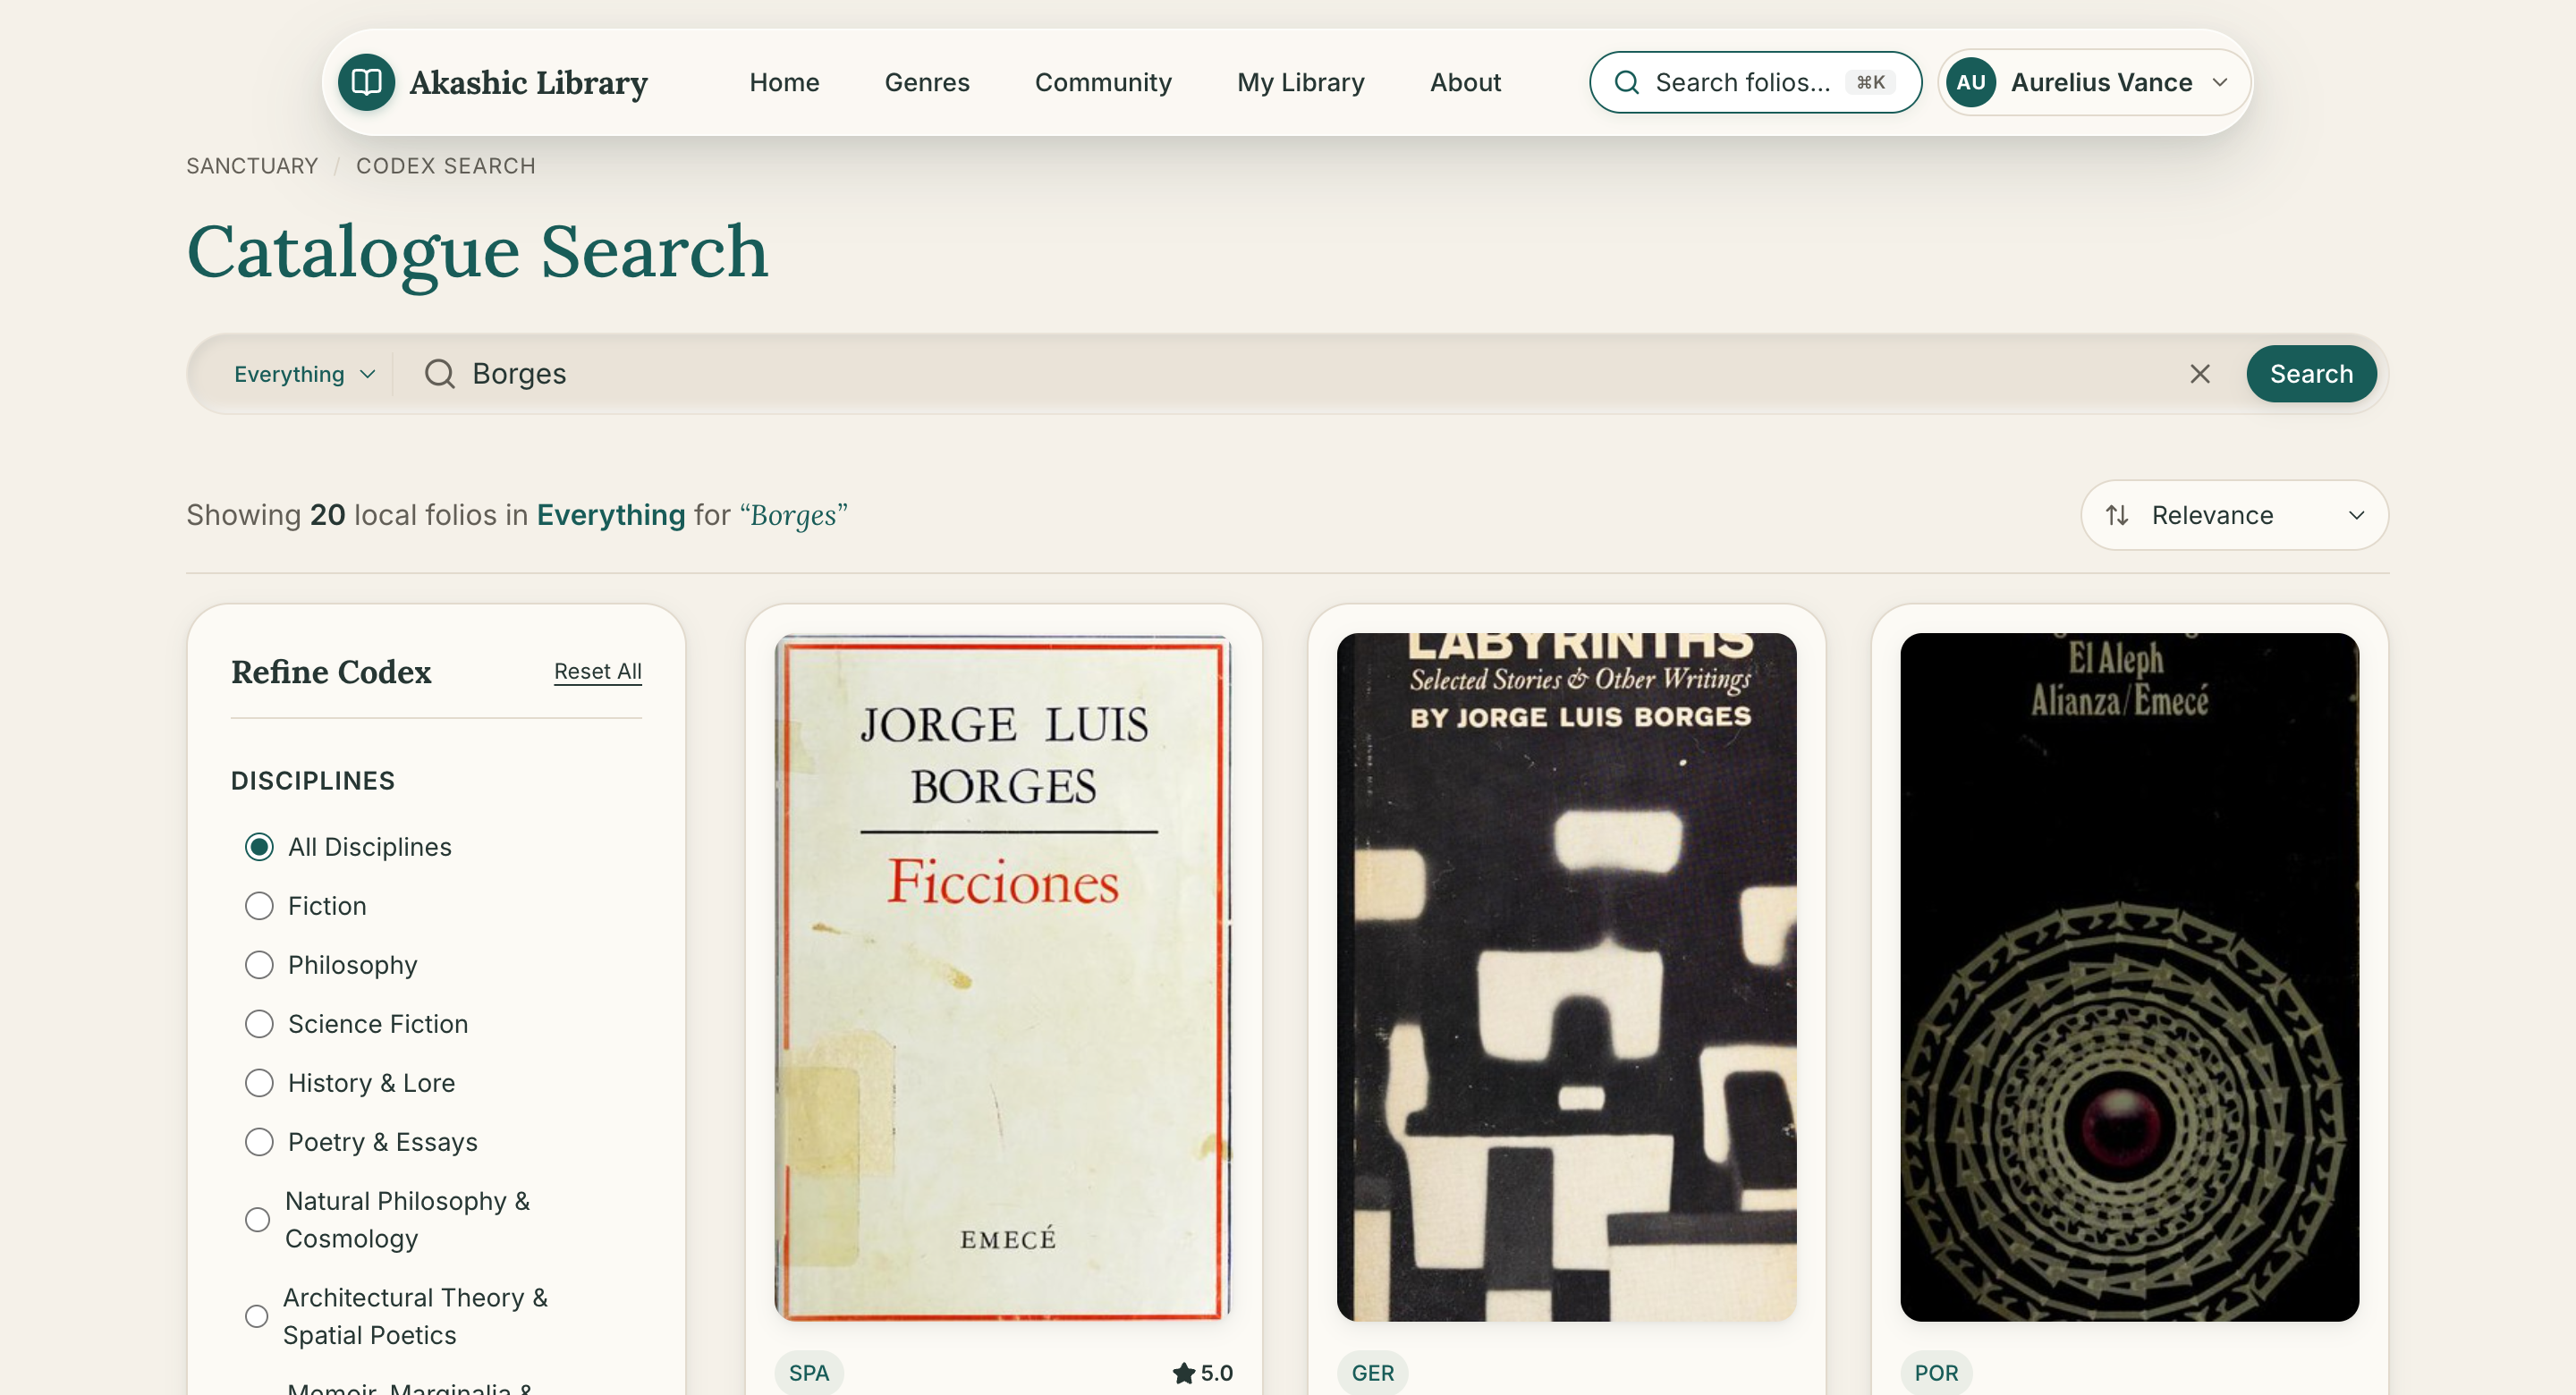 Akashic Library
Home
Genres
Community
My Library
About
Search folios...
⌘K
AU
Aurelius Vance
SANCTUARY / CODEX SEARCH
Catalogue Search
Everything
Borges
Search
Showing 20 local folios in Everything for “Borges”
Relevance
Refine Codex
Reset All
DISCIPLINES
All Disciplines
Fiction
Philosophy
Science Fiction
History & Lore
Poetry & Essays
Natural Philosophy &
Cosmology
Architectural Theory &
Spatial Poetics
Memoir, Marginalia &
JORGE LUIS
BORGES
Ficciones
EMECÉ
SPA
5.0
LABYRINTHS
Selected Stories & Other Writings
BY JORGE LUIS BORGES
GER
El Aleph
Alianza/Emecé
POR